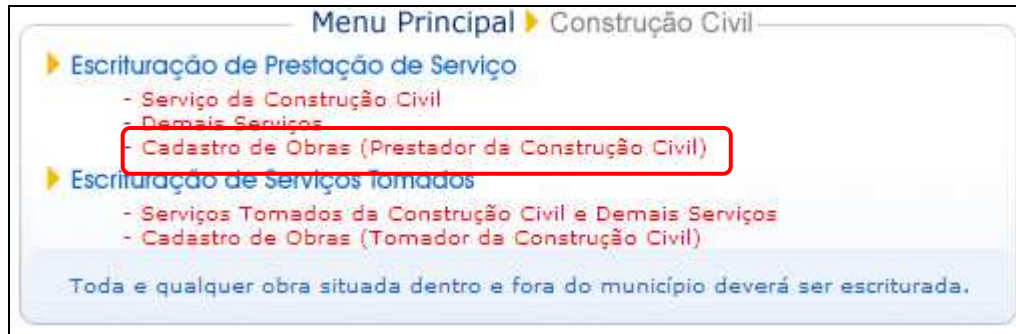 Menu Principal Construção Civil
Escrituração de Prestação de Serviço
- Serviço da Construção Civil
- Demais Serviços
- Cadastro de Obras (Prestador da Construção Civil)
Escrituração de Serviços Tomados
- Serviços Tomados da Construção Civil e Demais Serviços
- Cadastro de Obras (Tomador da Construção Civil)
Toda e qualquer obra situada dentro e fora do município deverá ser escriturada.